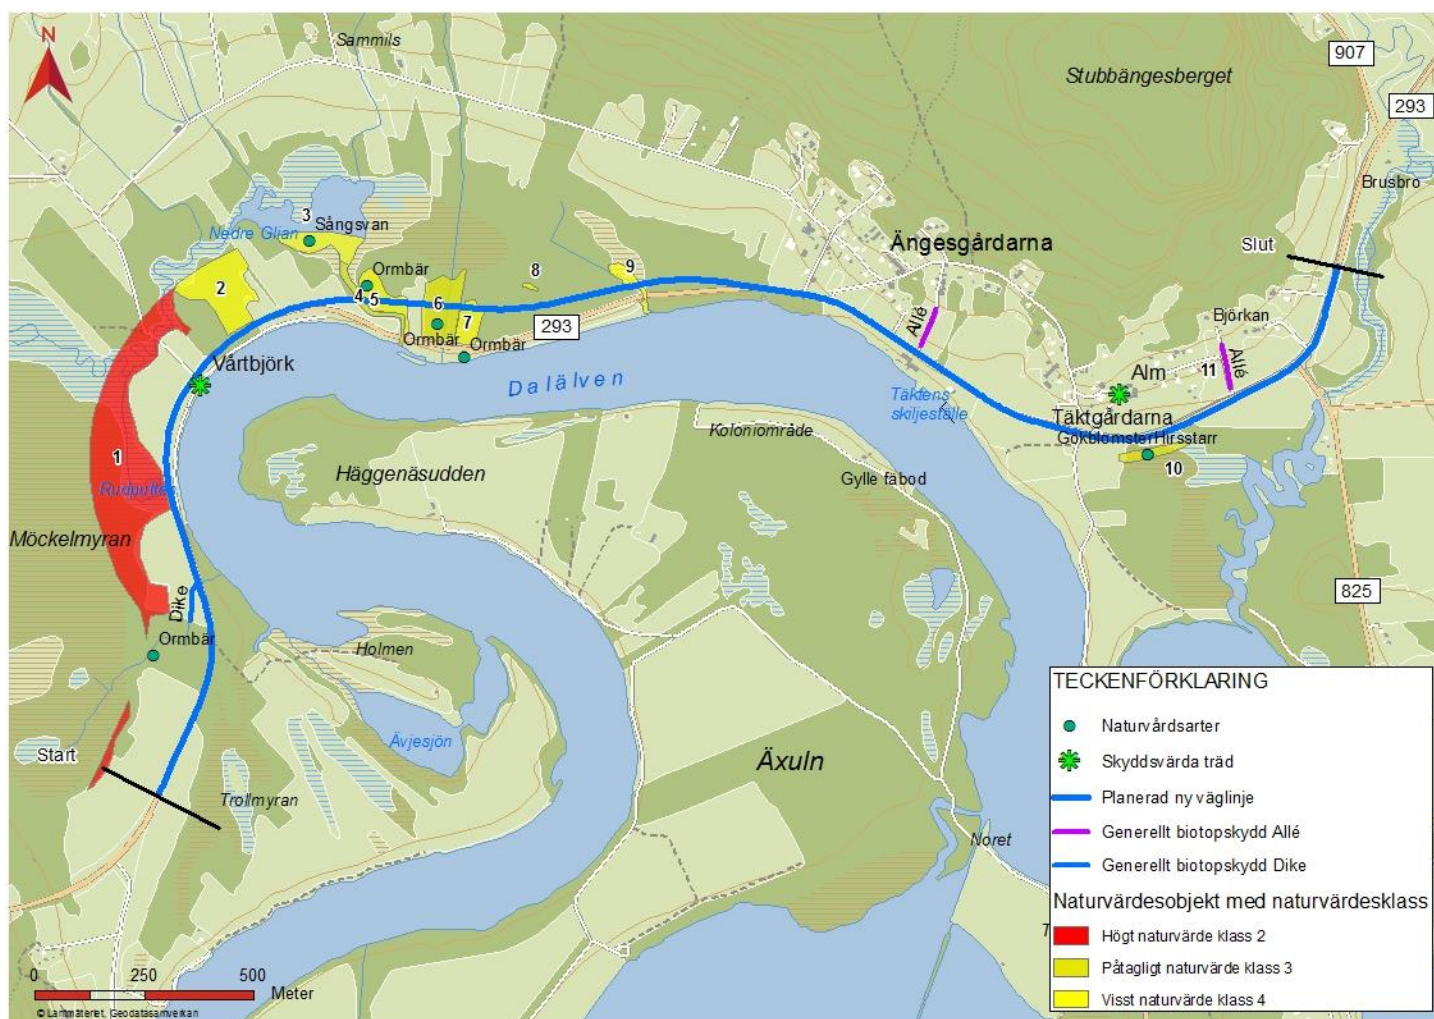 N
Sammils
907
Stubbängesberget
293
Brusbro
3
Sångsvan
Nedre Glian
Ängesgårdarna
Slut
2
Ormbär
4
5
8
9
6
7
293
Ormbär
Ormbär
Allé
Björkan
Vårtbjörk
Dalälven
Alm
11
Allé
Täktens
skiljeställe
Täktgårdarna
Koloniområde
Gökblomster
Hirsstarr
1
10
Häggenäsudden
Gylle fäbod
Rudputten
Möckelmyran
825
Dike
Ormbär
Holmen
Start
Ävjesjön
Äxuln
Trollmyran
Noret
T
0
250
500
Meter
© Lantmäteriet, Geodatasamverkan
TECKENFÖRKLARING
Naturvårdsarter
Skyddsvärda träd
Planerad ny väglinje
Generellt biotopskydd Allé
Generellt biotopskydd Dike
Naturvärdesobjekt med naturvärdesklass
Högt naturvärde klass 2
Påtagligt naturvärde klass 3
Visst naturvärde klass 4